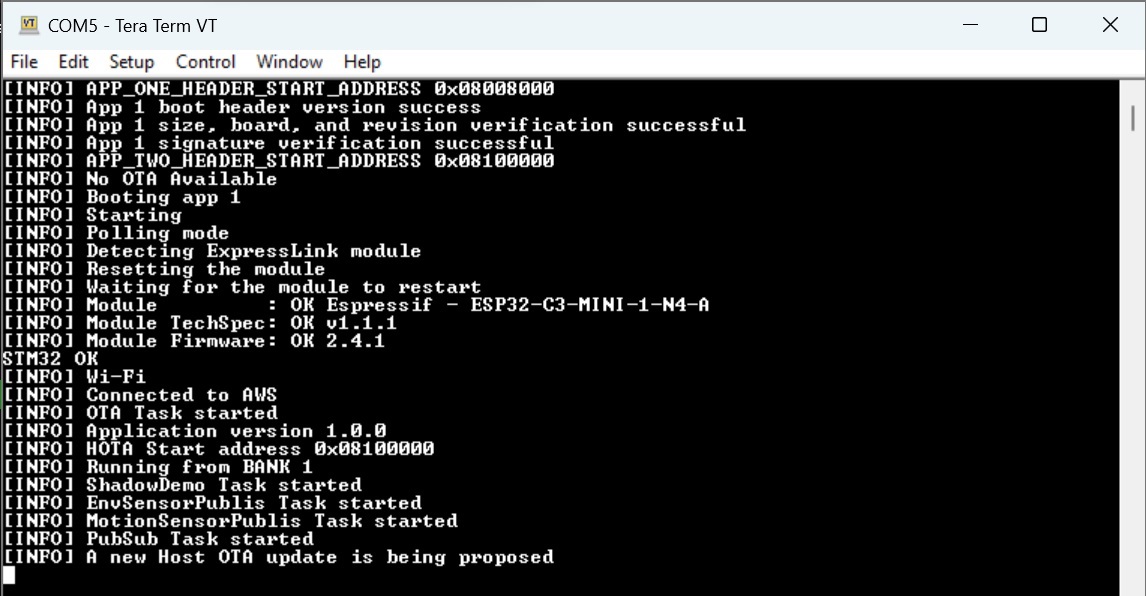 COM5 - Tera Term VT
File Edit Setup Control Window Help
[INFO] APP_ONE_HEADER_START_ADDRESS 0x08008000
[INFO] App 1 boot header version success
[INFO] App 1 size, board, and revision verification successful
[INFO] App 1 signature verification successful
[INFO] APP_TWO_HEADER_START_ADDRESS 0x08100000
[INFO] No OTA Available
[INFO] Booting app 1
[INFO] Starting
[INFO] Polling mode
[INFO] Detecting ExpressLink module
[INFO] Resetting the module
[INFO] Waiting for the module to restart
[INFO] Module         : OK Espressif - ESP32-C3-MINI-1-N4-A
[INFO] Module TechSpec: OK v1.1.1
[INFO] Module Firmware: OK 2.4.1
STM32 OK
[INFO] Wi-Fi
[INFO] Connected to AWS
[INFO] OTA Task started
[INFO] Application version 1.0.0
[INFO] HOTA Start address 0x08100000
[INFO] Running from BANK 1
[INFO] ShadowDemo Task started
[INFO] EnvSensorPublis Task started
[INFO] MotionSensorPublis Task started
[INFO] PubSub Task started
[INFO] A new Host OTA update is being proposed